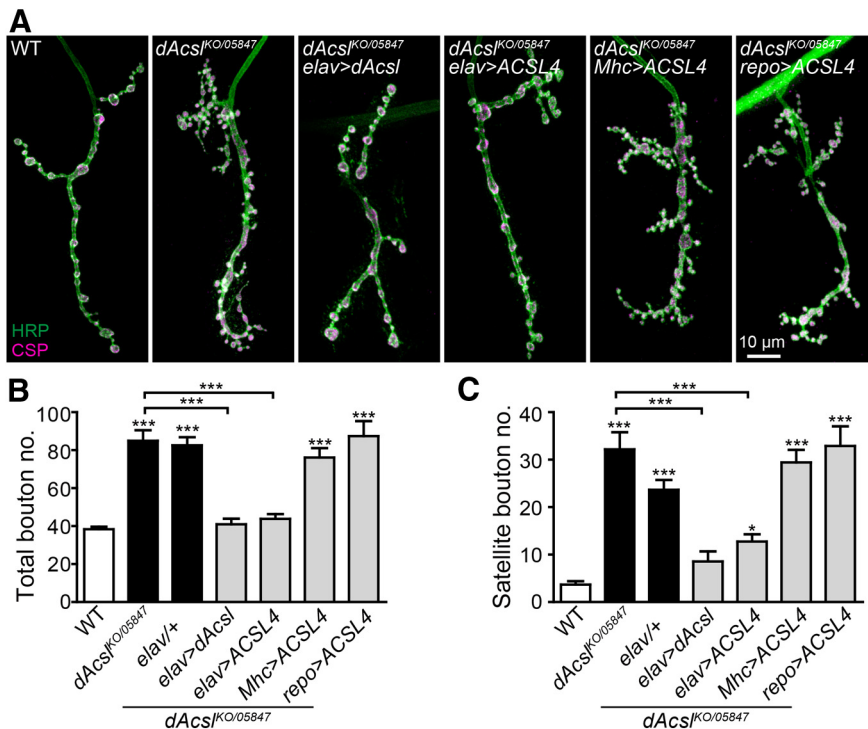 A
WT
dAcsl^KO/05847
dAcsl^KO/05847
elav>dAcsl
dAcsl^KO/05847
elav>ACSL4
dAcsl^KO/05847
Mhc>ACSL4
dAcsl^KO/05847
repo>ACSL4
HRP
CSP
10 µm
B
Total bouton no.
100
80
60
40
20
0
***
***
***
***
***
***
WT
dAcsl^KO/05847
elav/+
elav>dAcsl
elav>ACSL4
Mhc>ACSL4
repo>ACSL4
dAcsl^KO/05847
C
Satellite bouton no.
40
30
20
10
0
***
***
***
***
*
***
***
WT
dAcsl^KO/05847
elav/+
elav>dAcsl
elav>ACSL4
Mhc>ACSL4
repo>ACSL4
dAcsl^KO/05847